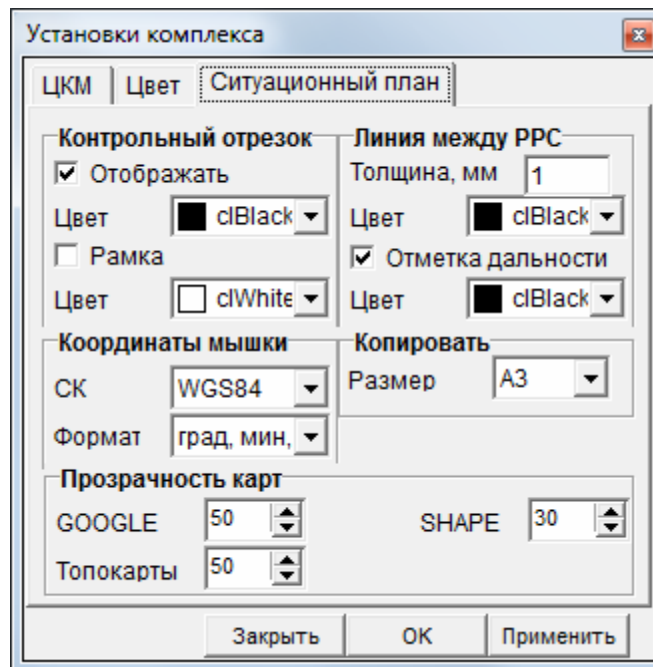 Установки комплекса
ЦКМ Цвет Ситуационный план
Контрольный отрезок
Отображать
Цвет clBlack
Рамка
Цвет clWhite
Линия между РРС
Толщина, мм 1
Цвет clBlack
Отметка дальности
Цвет clBlack
Координаты мышки
СК WGS84
Формат град, мин,
Копировать
Размер A3
Прозрачность карт
GOOGLE 50 SHAPE 30
Топокарты 50
Закрыть OK Применить